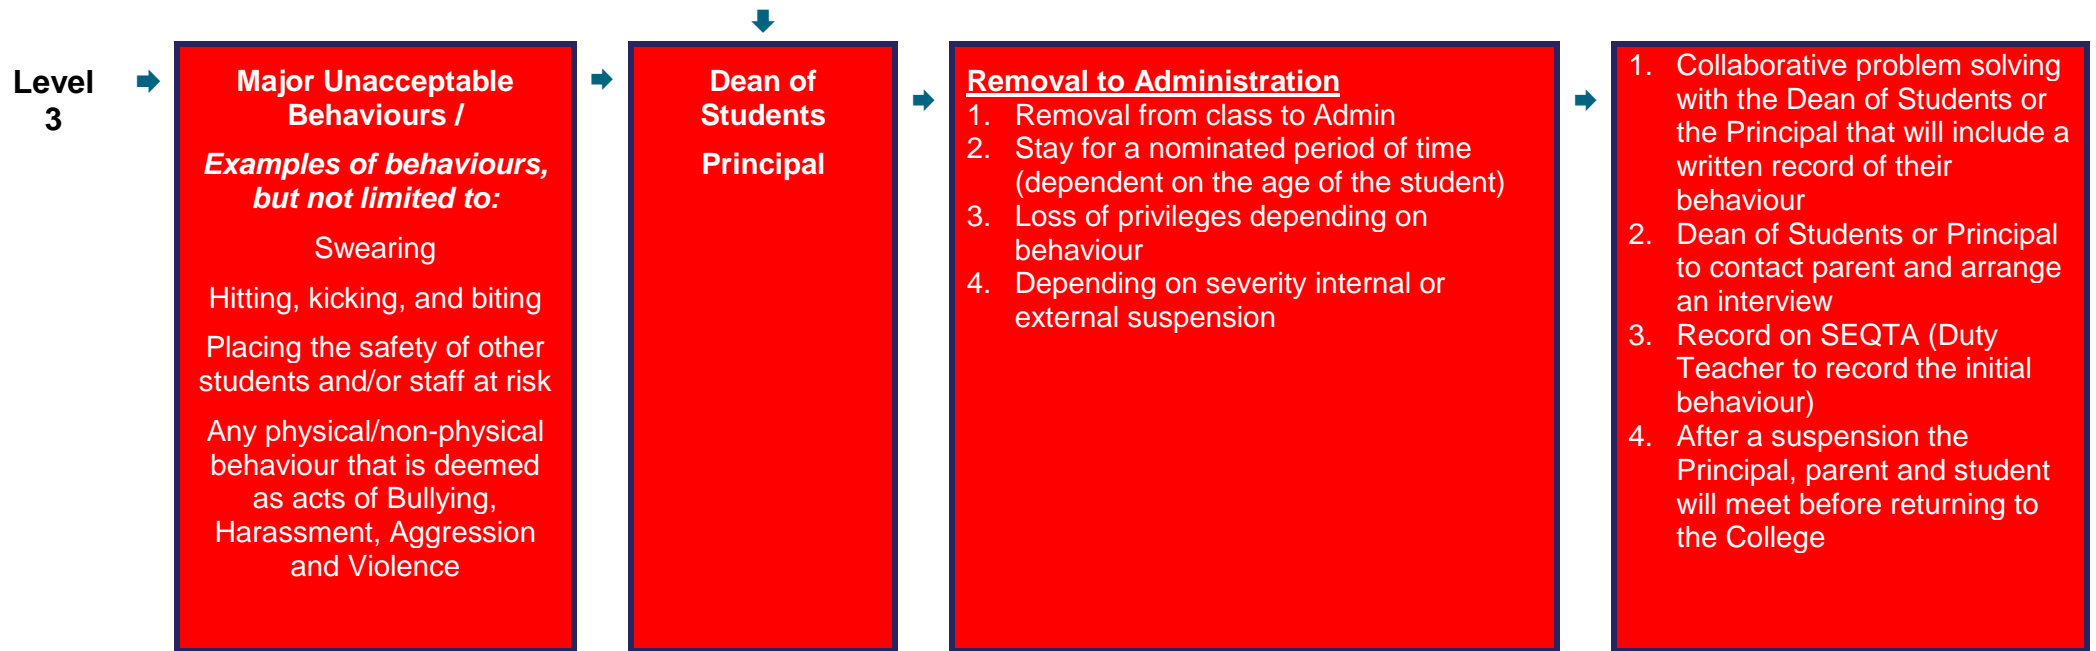 Level
3
Major Unacceptable
Behaviours /
Examples of behaviours,
but not limited to:
Swearing
Hitting, kicking, and biting
Placing the safety of other
students and/or staff at risk
Any physical/non-physical
behaviour that is deemed
as acts of Bullying,
Harassment, Aggression
and Violence
Dean of
Students
Principal
Removal to Administration
1. Removal from class to Admin
2. Stay for a nominated period of time
(dependent on the age of the student)
3. Loss of privileges depending on
behaviour
4. Depending on severity internal or
external suspension
1. Collaborative problem solving
with the Dean of Students or
the Principal that will include a
written record of their
behaviour
2. Dean of Students or Principal
to contact parent and arrange
an interview
3. Record on SEQTA (Duty
Teacher to record the initial
behaviour)
4. After a suspension the
Principal, parent and student
will meet before returning to
the College